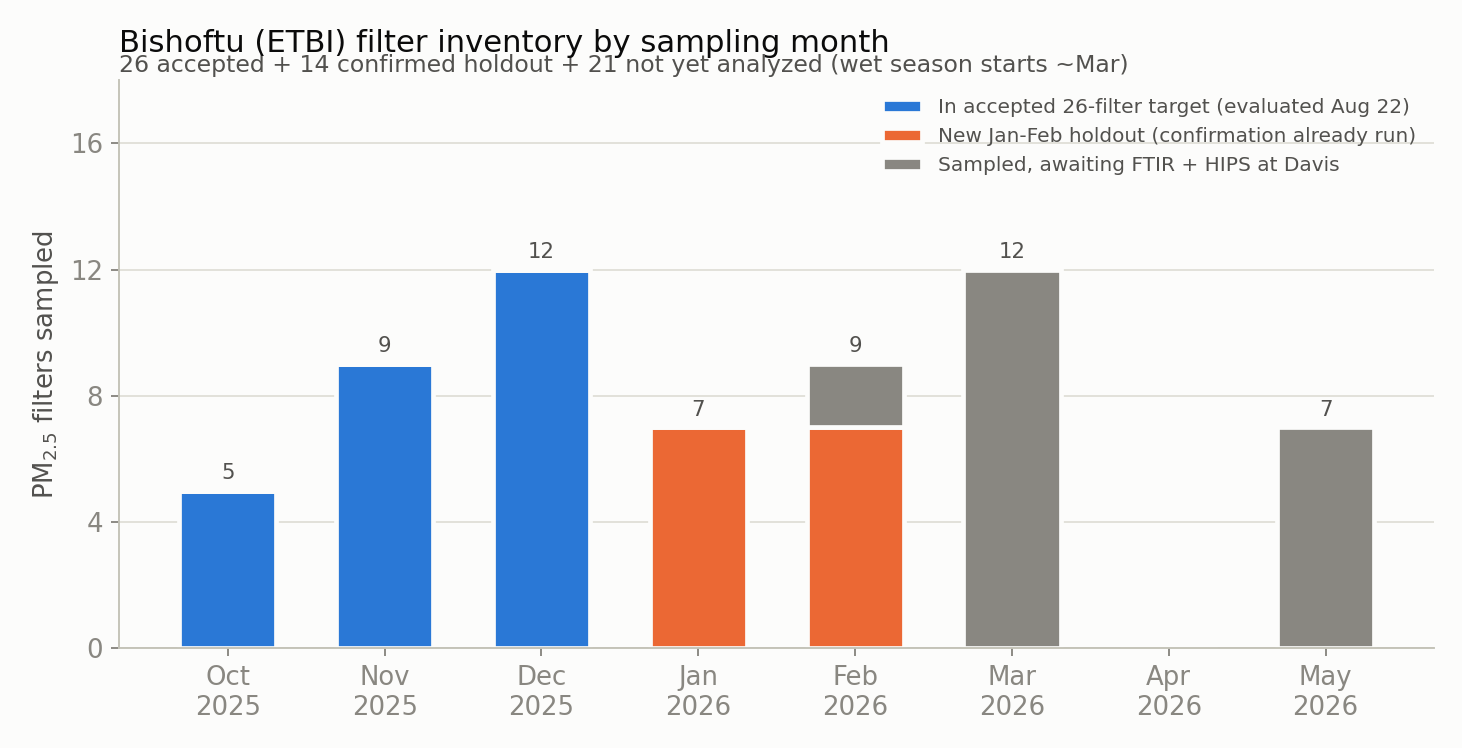 Bishoftu (ETBI) filter inventory by sampling month
26 accepted + 14 confirmed holdout + 21 not yet analyzed (wet season starts ~Mar)
In accepted 26-filter target (evaluated Aug 22)
New Jan-Feb holdout (confirmation already run)
Sampled, awaiting FTIR + HIPS at Davis
PM2.5 filters sampled
16
12
8
4
0
5
9
12
7
9
12
7
Oct 2025
Nov 2025
Dec 2025
Jan 2026
Feb 2026
Mar 2026
Apr 2026
May 2026